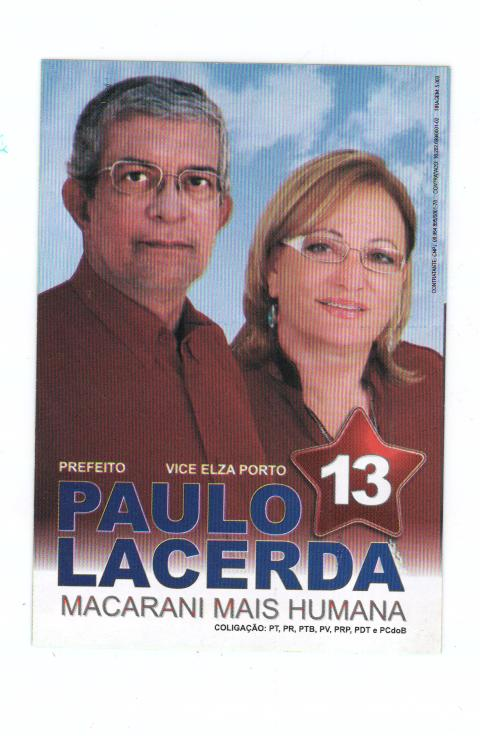 PREFEITO VICE ELZA PORTO
13
PAULO
LACERDA
MACARANI MAIS HUMANA
COLIGAÇÃO: PT, PR, PTB, PV, PRP, PDT e PCdoB